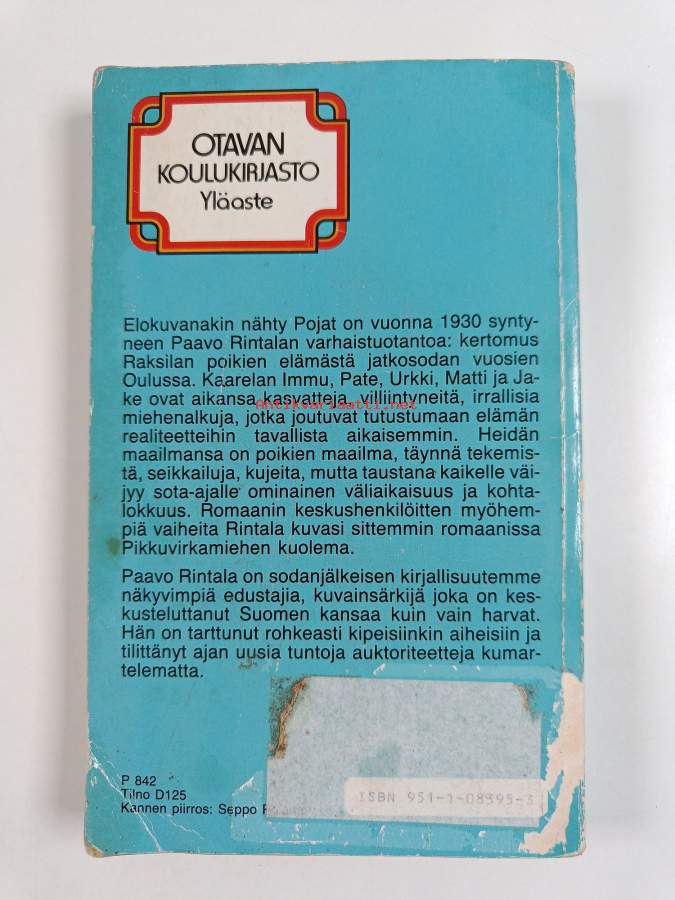 OTAVAN
KOULUKIRJASTO
Yläaste
Elokuvanakin nähty Pojat on vuonna 1930 synty-
neen Paavo Rintalan varhaistuotantoa: kertomus
Raksilan poikien elämästä jatkosodan vuosien
Oulussa. Kaarelan Immu, Pate, Urkki, Matti ja Ja-
ke ovat aikansa kasvatteja, villiintyneitä, irrallisia
Antikvariaatti.net
miehenalkuja, jotka joutuvat tutustumaan elämän
realiteetteihin tavallista aikaisemmin. Heidän
maailmansa on poikien maailma, täynnä tekemis-
tä, seikkailuja, kujeita, mutta taustana kaikelle väi-
jyy sota-ajalle ominainen väliaikaisuus ja kohta-
lokkuus. Romaanin keskushenkilöitten myöhem-
piä vaiheita Rintala kuvasi sittemmin romaanissa
Pikkuvirkamiehen kuolema.
Paavo Rintala on sodanjälkeisen kirjallisuutemme
näkyvimpiä edustajia, kuvainsärkijä joka on kes-
kusteluttanut Suomen kansaa kuin vain harvat.
Hän on tarttunut rohkeasti kipeisiinkin aiheisiin ja
tilittänyt ajan uusia tuntoja auktoriteetteja kumar-
telematta.
P 842
Tilno D125
Kannen piirros: Seppo
ISBN 951-1-08395-3